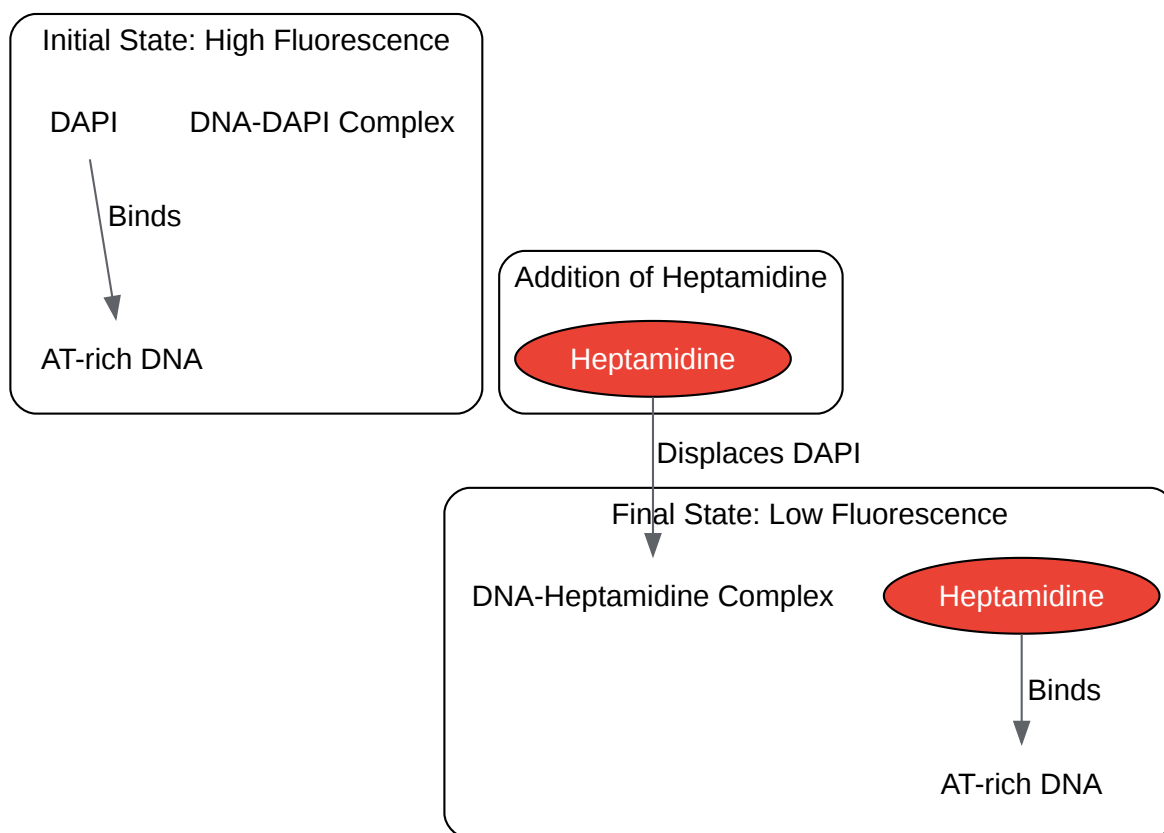 Initial State: High Fluorescence
DAPI
DNA-DAPI Complex
Binds
AT-rich DNA
Addition of Heptamidine
Heptamidine
Displaces DAPI
Final State: Low Fluorescence
DNA-Heptamidine Complex
Heptamidine
Binds
AT-rich DNA